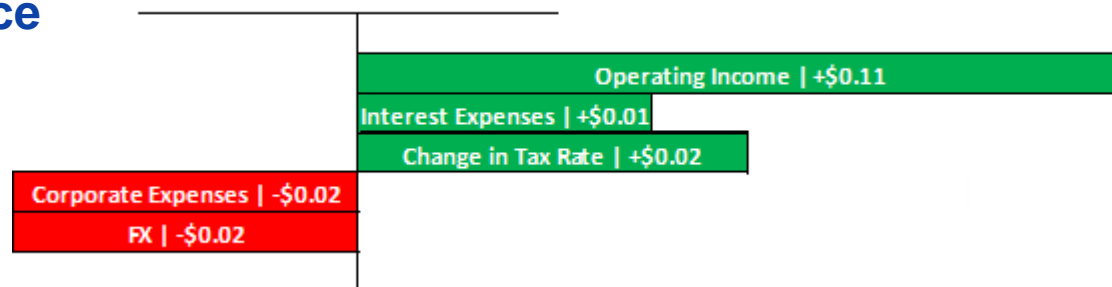 ce
Operating Income | +$0.11
Interest Expenses | +$0.01
Change in Tax Rate | +$0.02
Corporate Expenses | -$0.02
FX | -$0.02